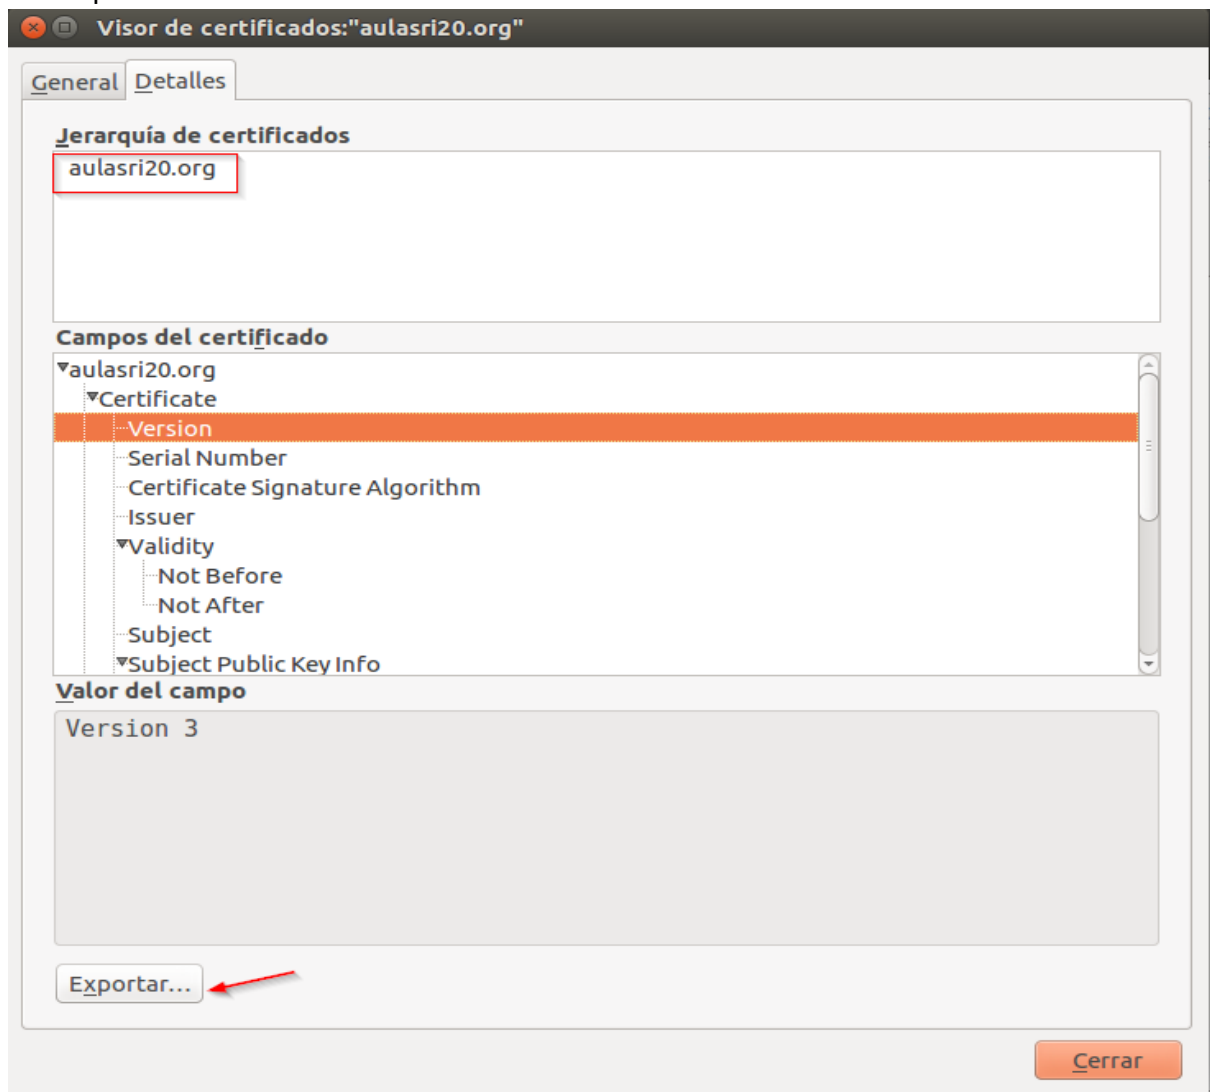 Visor de certificados:"aulasri20.org"
General Detalles
Jerarquía de certificados
aulasri20.org
Campos del certificado
aulasri20.org
Certificate
Version
Serial Number
Certificate Signature Algorithm
Issuer
Validity
Not Before
Not After
Subject
Subject Public Key Info
Valor del campo
Version 3
Exportar...
Cerrar